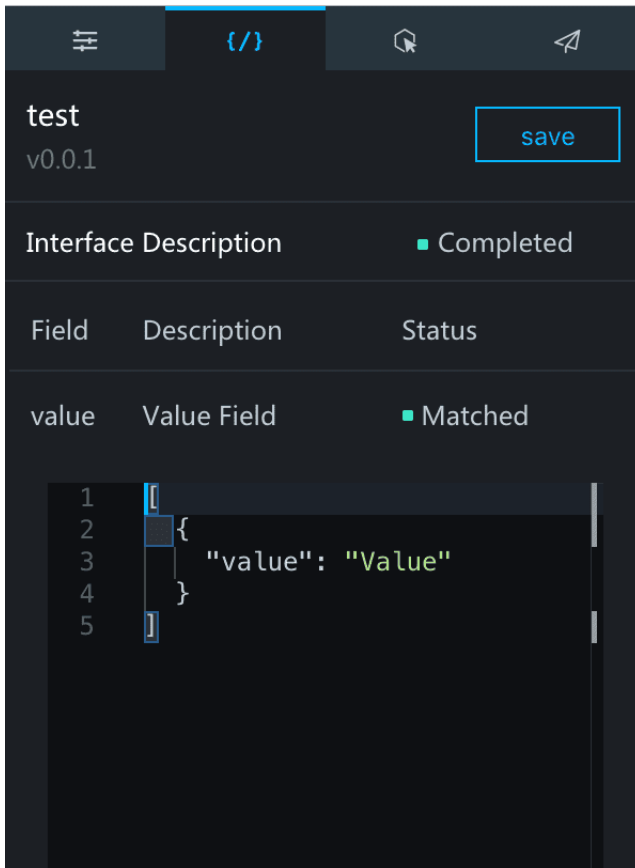 {/}
test
save
v0.0.1
Interface Description Completed
Field Description Status
value Value Field Matched
1 [
2 {
3 "value": "Value"
4 }
5 ]